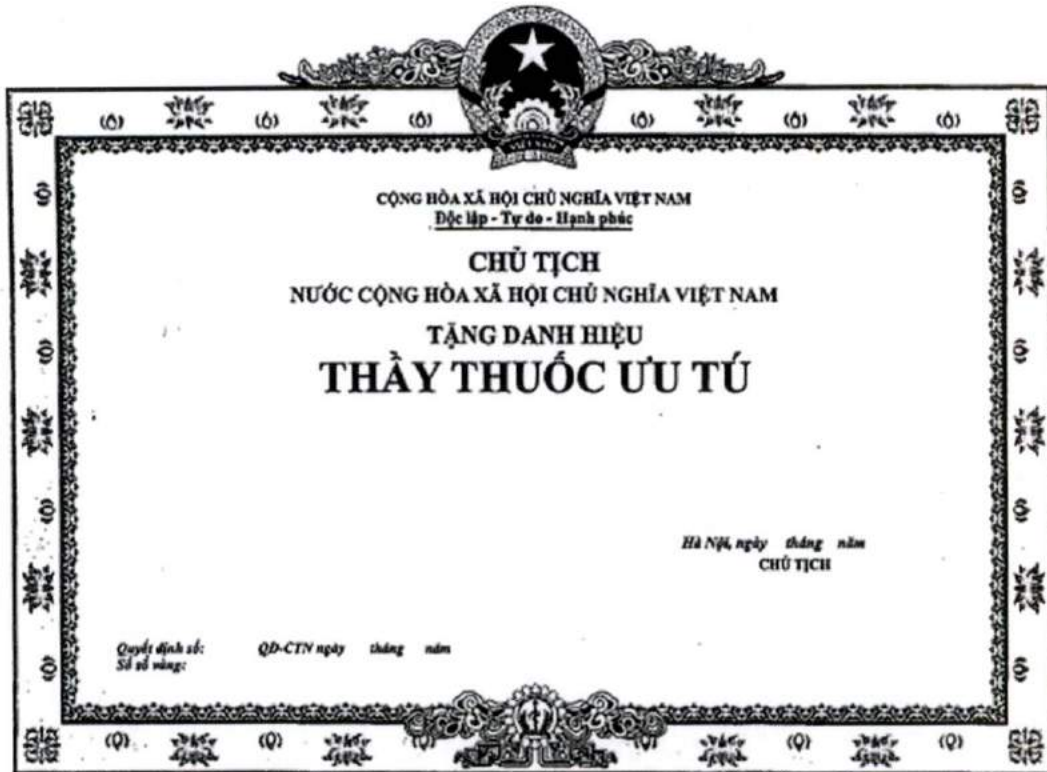 CỘNG HÒA XÃ HỘI CHỦ NGHĨA VIỆT NAM
Độc lập - Tự do - Hạnh phúc
CHỦ TỊCH
NƯỚC CỘNG HÒA XÃ HỘI CHỦ NGHĨA VIỆT NAM
TẶNG DANH HIỆU
THẦY THUỐC ƯU TÚ
Hà Nội, ngày tháng năm
CHỦ TỊCH
Quyết định số: QĐ-CTN ngày tháng năm
Số sổ vàng: